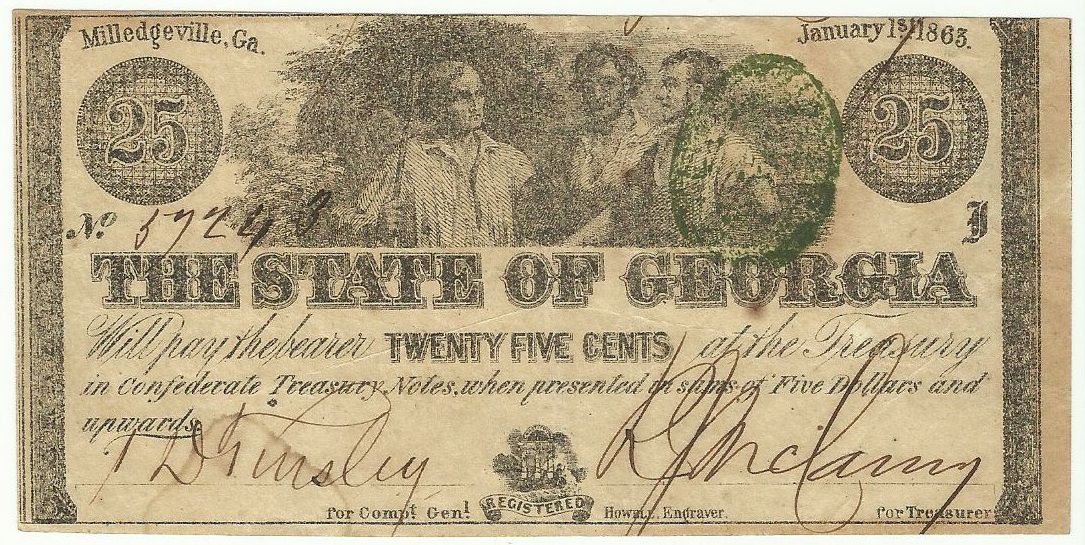 Milledgeville, Ga.
January 1st, 1863.
25
25
No. 57243
J
THE STATE OF GEORGIA
Will pay the bearer TWENTY FIVE CENTS at the Treasury
in Confederate Treasury Notes, when presented in sums of Five Dollars and
upwards.
Tinsley
for Compt. Genl.
REGISTERED
Howell, Engraver.
for Treasurer